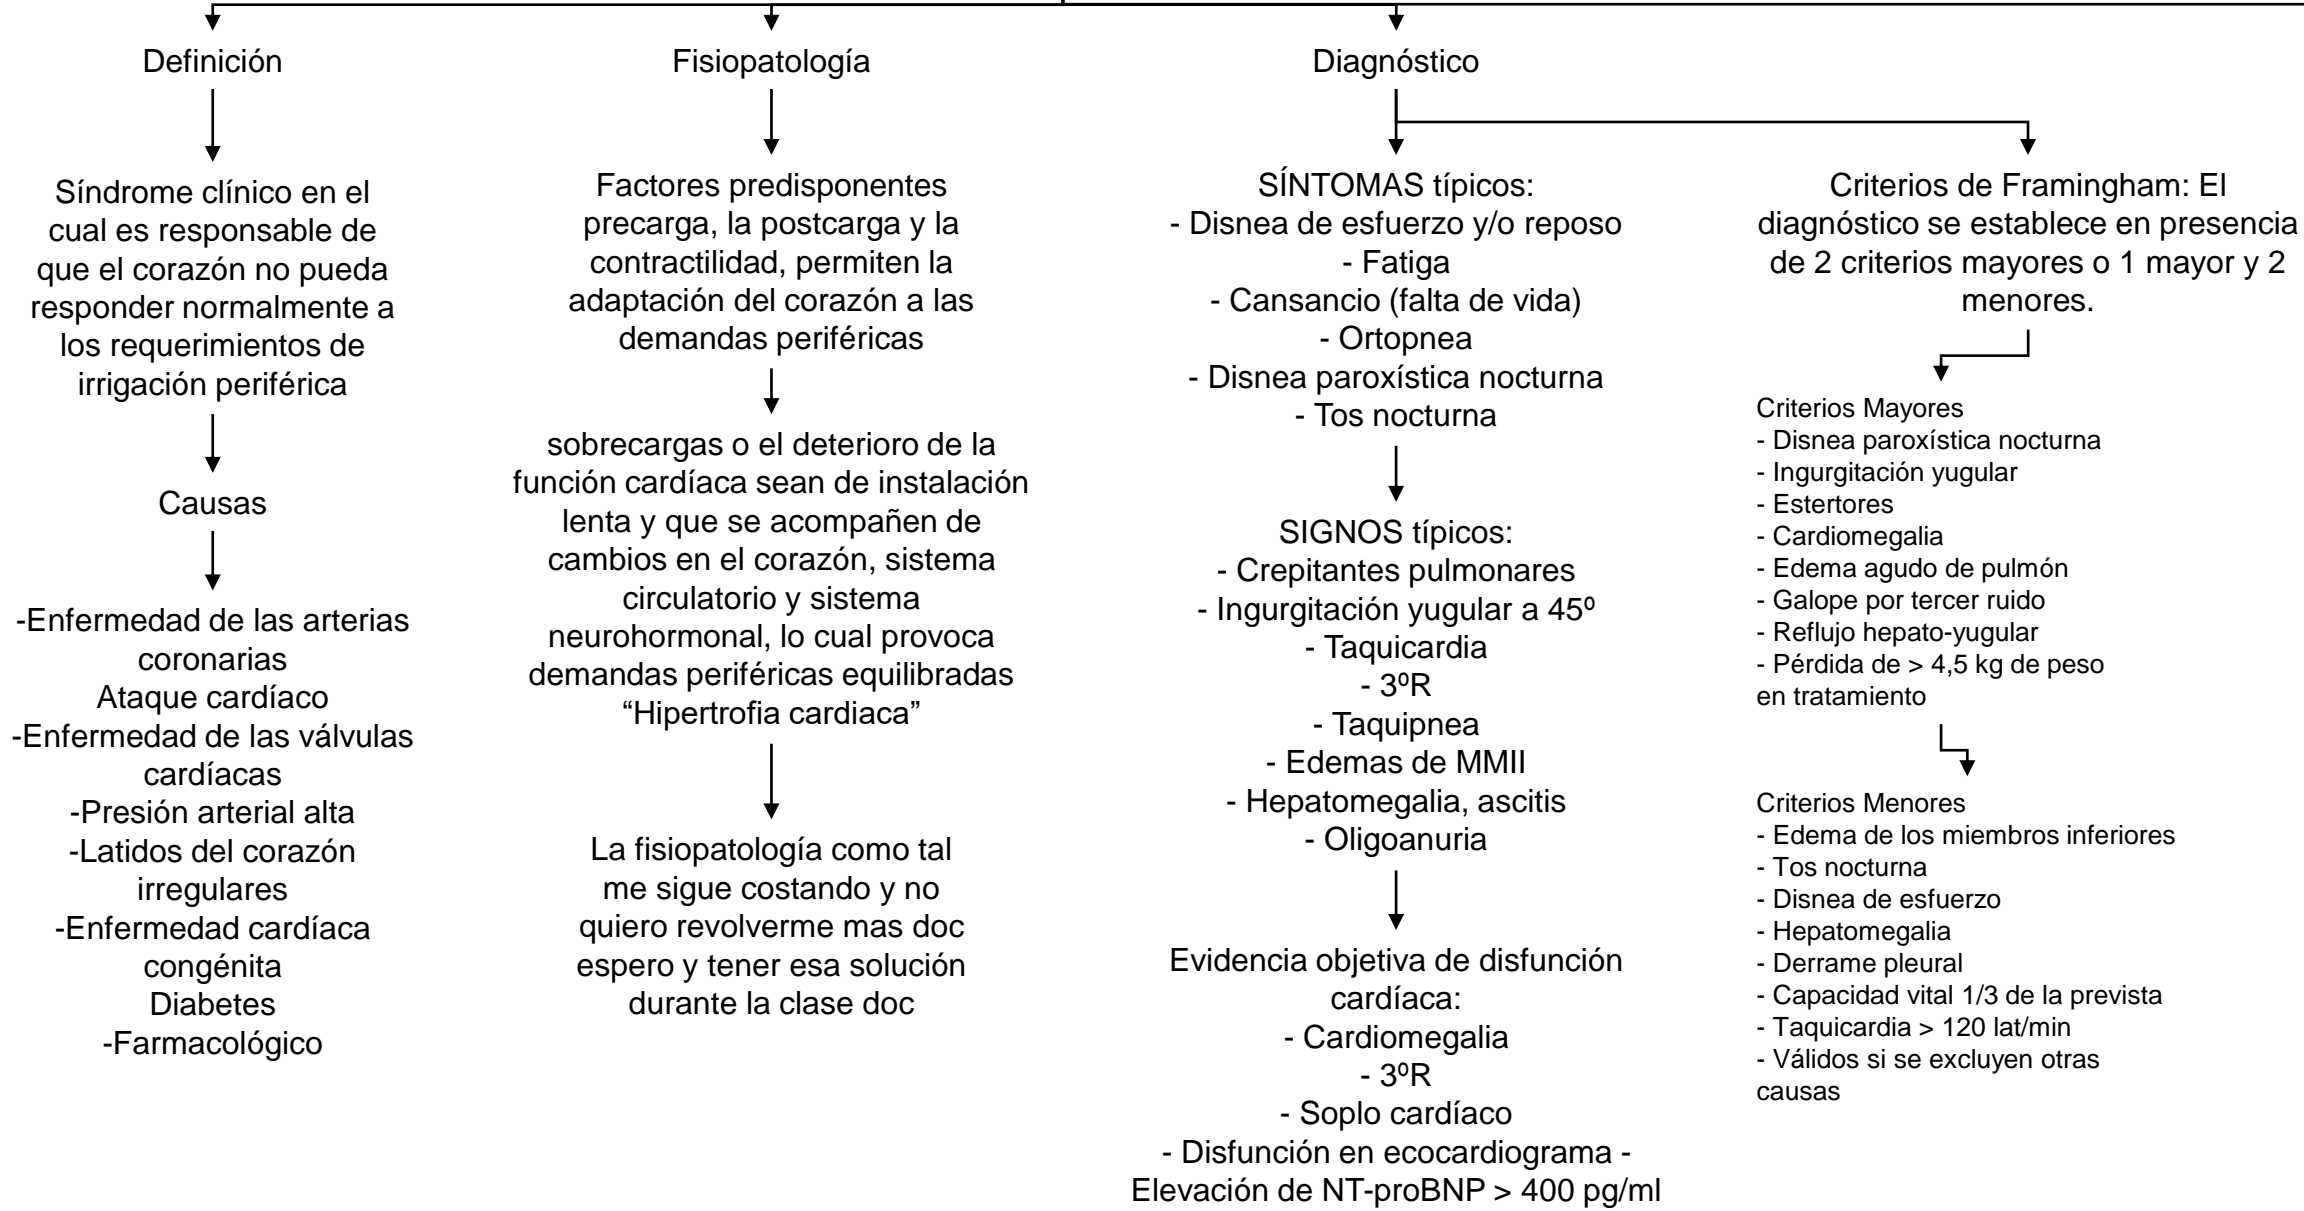 Definición
Síndrome clínico en el
cual es responsable de
que el corazón no pueda
responder normalmente a
los requerimientos de
irrigación periférica
Causas
-Enfermedad de las arterias
coronarias
Ataque cardíaco
-Enfermedad de las válvulas
cardíacas
-Presión arterial alta
-Latidos del corazón
irregulares
-Enfermedad cardíaca
congénita
Diabetes
-Farmacológico
Fisiopatología
Factores predisponentes
precarga, la postcarga y la
contractilidad, permiten la
adaptación del corazón a las
demandas periféricas
sobrecargas o el deterioro de la
función cardíaca sean de instalación
lenta y que se acompañen de
cambios en el corazón, sistema
circulatorio y sistema
neurohormonal, lo cual provoca
demandas periféricas equilibradas
“Hipertrofia cardiaca”
La fisiopatología como tal
me sigue costando y no
quiero revolverme mas doc
espero y tener esa solución
durante la clase doc
Diagnóstico
SÍNTOMAS típicos:
- Disnea de esfuerzo y/o reposo
- Fatiga
- Cansancio (falta de vida)
- Ortopnea
- Disnea paroxística nocturna
- Tos nocturna
SIGNOS típicos:
- Crepitantes pulmonares
- Ingurgitación yugular a 45º
- Taquicardia
- 3ºR
- Taquipnea
- Edemas de MMII
- Hepatomegalia, ascitis
- Oligoanuria
Evidencia objetiva de disfunción
cardíaca:
- Cardiomegalia
- 3ºR
- Soplo cardíaco
- Disfunción en ecocardiograma -
Elevación de NT-proBNP > 400 pg/ml
Criterios de Framingham: El
diagnóstico se establece en presencia
de 2 criterios mayores o 1 mayor y 2
menores.
Criterios Mayores
- Disnea paroxística nocturna
- Ingurgitación yugular
- Estertores
- Cardiomegalia
- Edema agudo de pulmón
- Galope por tercer ruido
- Reflujo hepato-yugular
- Pérdida de > 4,5 kg de peso
en tratamiento
Criterios Menores
- Edema de los miembros inferiores
- Tos nocturna
- Disnea de esfuerzo
- Hepatomegalia
- Derrame pleural
- Capacidad vital 1/3 de la prevista
- Taquicardia > 120 lat/min
- Válidos si se excluyen otras
causas